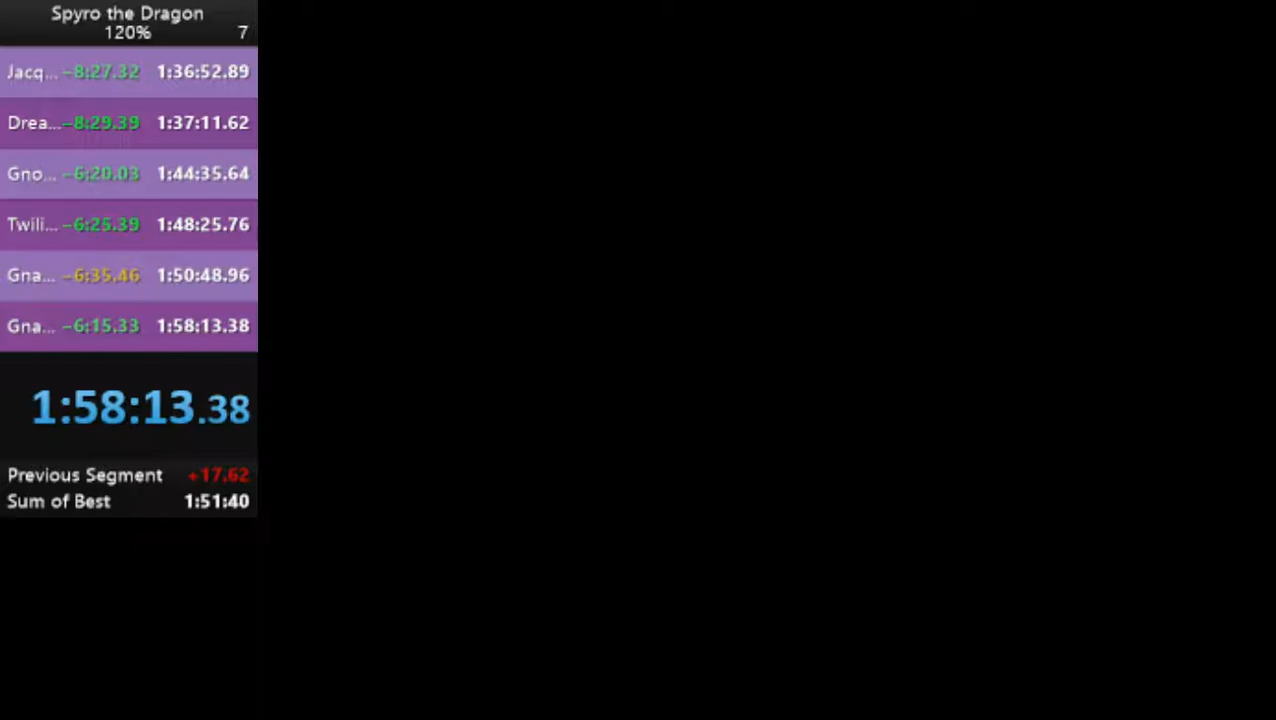 Spyro the Dragon
120% 7
Jacq... −8:27.32 1:36:52.89
Drea... −8:29.39 1:37:11.62
Gno... −6:20.03 1:44:35.64
Twili... −6:25.39 1:48:25.76
Gna... −6:35.46 1:50:48.96
Gna... −6:15.33 1:58:13.38
1:58:13.38
Previous Segment +17.62
Sum of Best 1:51:40